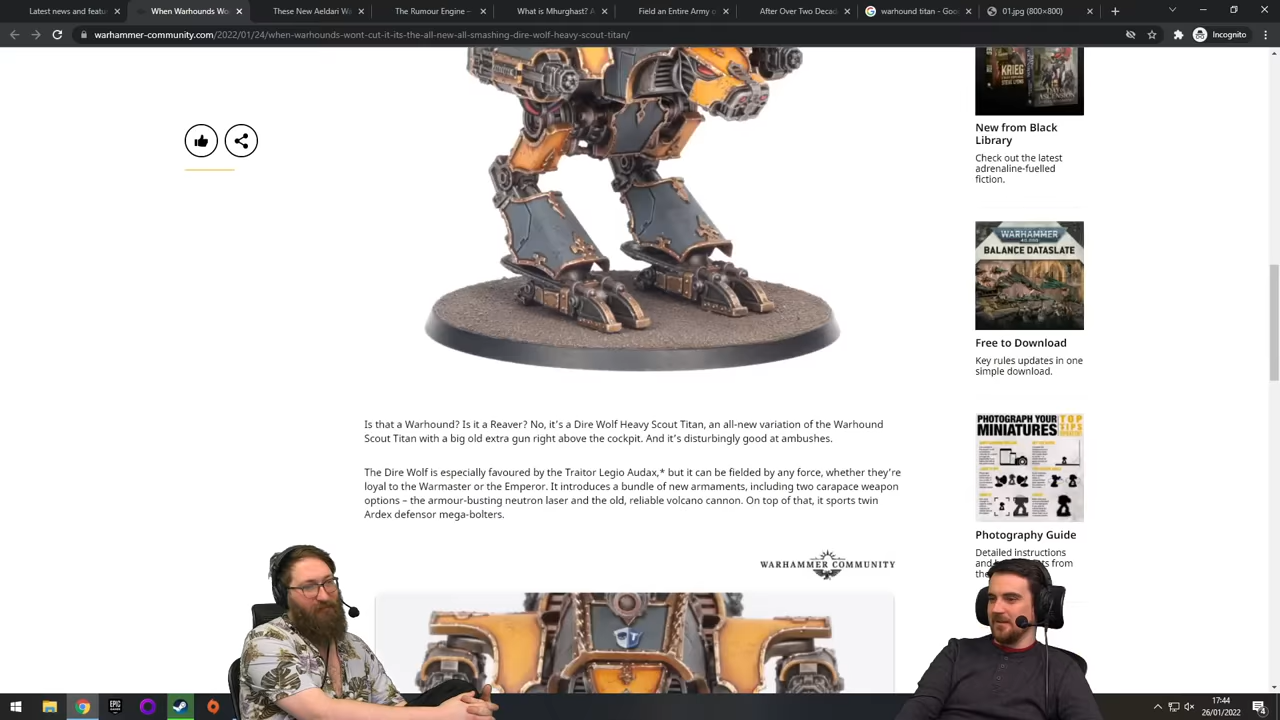 Latest news and featu
When Warhounds Wo
These New Aeldari Wa
The Rumour Engine –
What is Mhurghast? A
Field an Entire Army o
After Over Two Decad
warhound titan - Goo
01.jpg (800×800)
warhammer-community.com/2022/01/24/when-warhounds-wont-cut-it-its-the-all-new-all-smashing-dire-wolf-heavy-scout-titan/
Incognito
KRIEG
New from Black
Library
Check out the latest
adrenaline-fuelled
fiction.
WARHAMMER
40,000
BALANCE DATASLATE
Free to Download
Key rules updates in one
simple download.
PHOTOGRAPH YOUR
MINIATURES
TOP
TIPS
Photography Guide
Detailed instructions
and
ts from
the
Is that a Warhound? Is it a Reaver? No, it's a Dire Wolf Heavy Scout Titan, an all-new variation of the Warhound
Scout Titan with a big old extra gun right above the cockpit. And it's disturbingly good at ambushes.
The Dire Wolf is especially favoured by the Traitor Legio Audax,* but it can be fielded by any force, whether they're
loyal to the Warmaster or the Emperor. It introduces a bundle of new armaments, including two carapace weapon
options – the armour-busting neutron laser and the old, reliable volcano cannon. On top of that, it sports twin
Ardex defensor mega-bolters.
WARHAMMER COMMUNITY
EPIC
17:44
26/01/2022